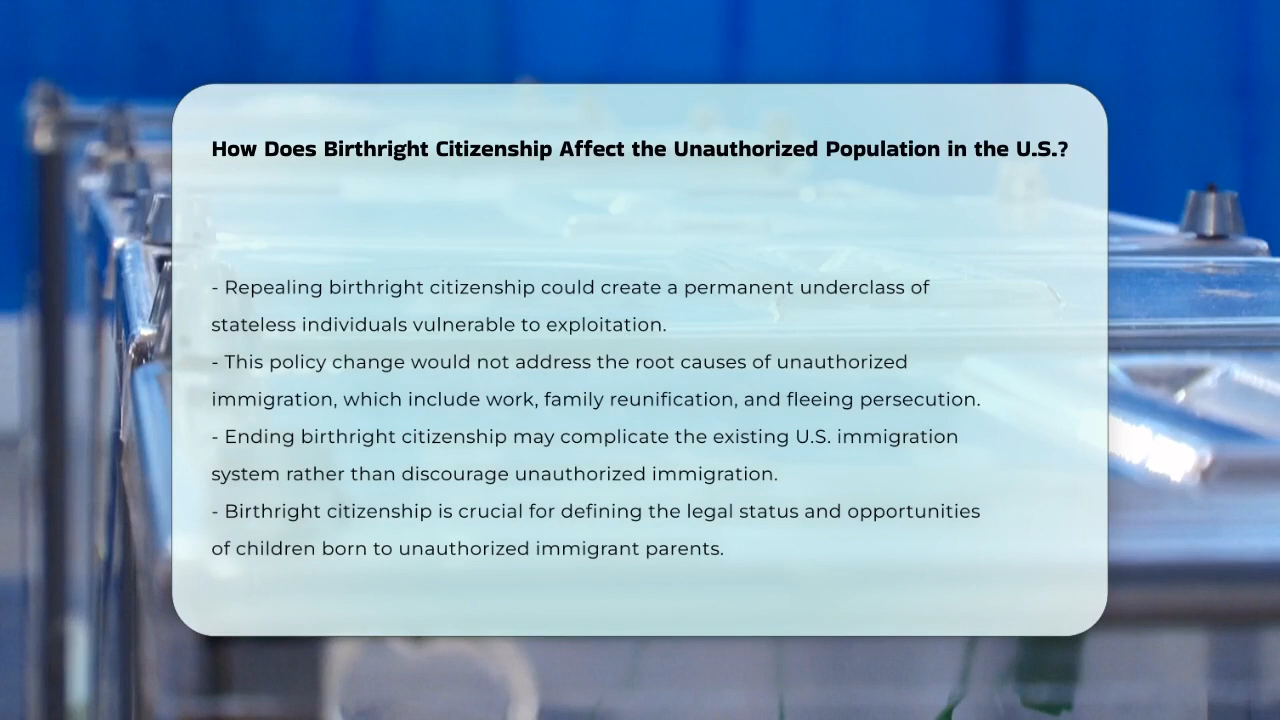 How Does Birthright Citizenship Affect the Unauthorized Population in the U.S.?
- Repealing birthright citizenship could create a permanent underclass of
stateless individuals vulnerable to exploitation.
- This policy change would not address the root causes of unauthorized
immigration, which include work, family reunification, and fleeing persecution.
- Ending birthright citizenship may complicate the existing U.S. immigration
system rather than discourage unauthorized immigration.
- Birthright citizenship is crucial for defining the legal status and opportunities
of children born to unauthorized immigrant parents.